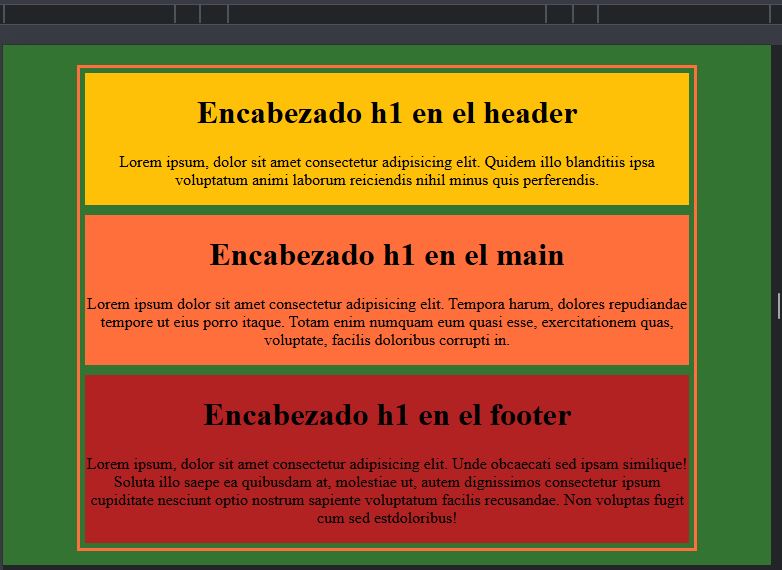 Encabezado h1 en el header
Lorem ipsum, dolor sit amet consectetur adipisicing elit. Quidem illo blanditiis ipsa
voluptatum animi laborum reiciendis nihil minus quis perferendis.
Encabezado h1 en el main
Lorem ipsum dolor sit amet consectetur adipisicing elit. Tempora harum, dolores repudiandae
tempore ut eius porro itaque. Totam enim numquam eum quasi esse, exercitationem quas,
voluptate, facilis doloribus corrupti in.
Encabezado h1 en el footer
Lorem ipsum, dolor sit amet consectetur adipisicing elit. Unde obcaecati sed ipsam similique!
Soluta illo saepe ea quibusdam at, molestiae ut, autem dignissimos consectetur ipsum
cupiditate nesciunt optio nostrum sapiente voluptatum facilis recusandae. Non voluptas fugit
cum sed estdoloribus!